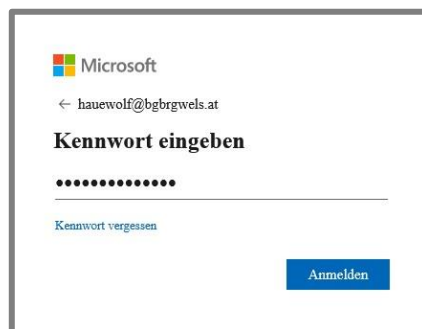 Microsoft
← hauewolf@bgbrgwels.at
Kennwort eingeben
••••••••••••••
Kennwort vergessen
Anmelden